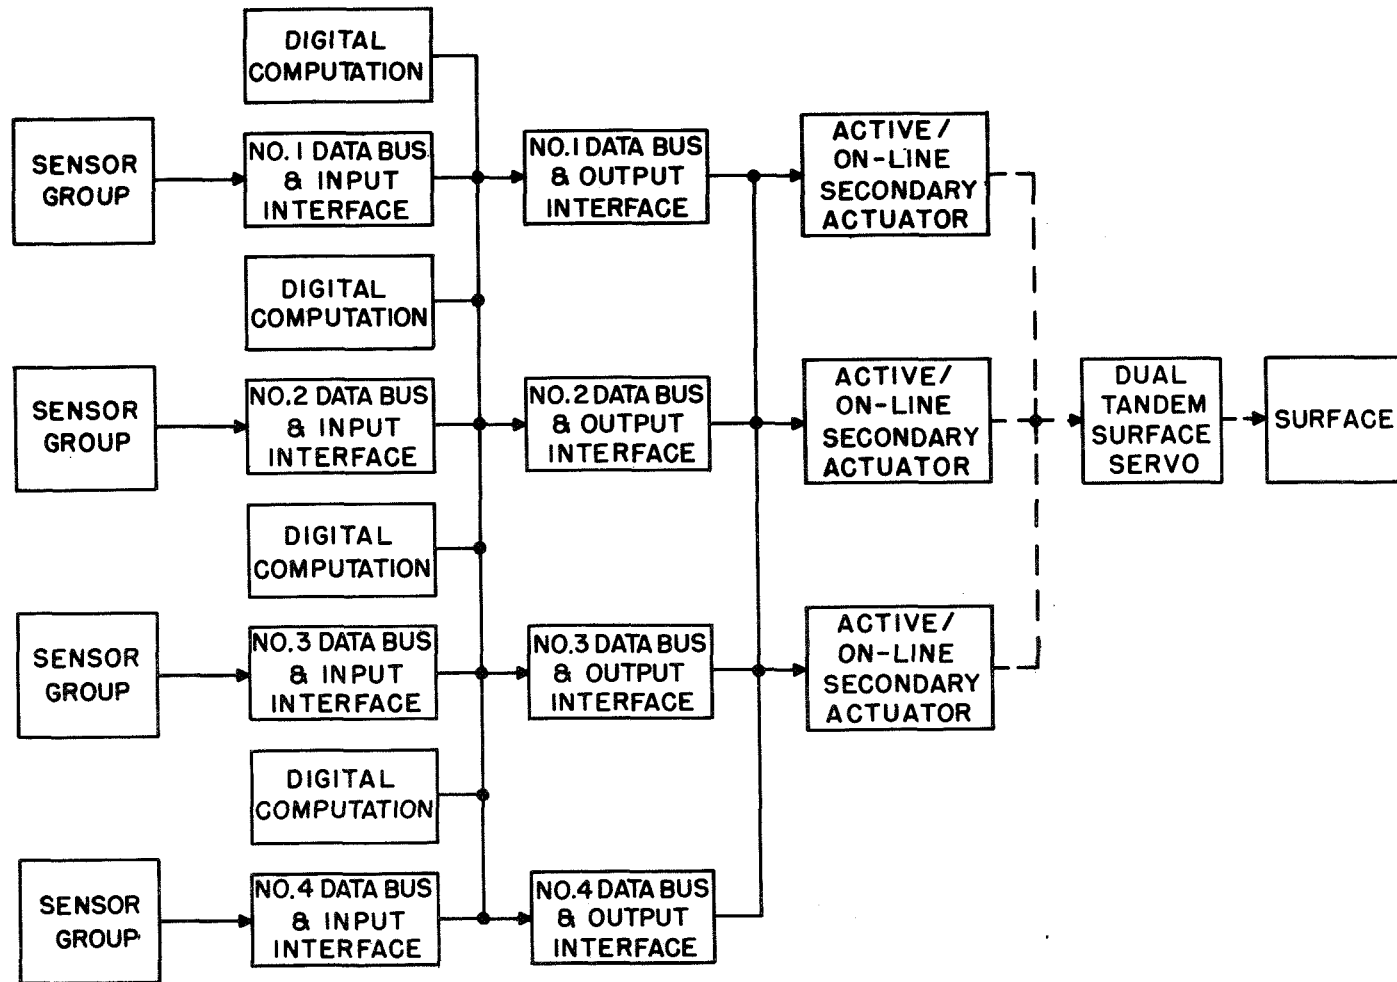 DIGITAL
COMPUTATION
SENSOR
GROUP
NO. 1 DATA BUS
& INPUT
INTERFACE
NO. 1 DATA BUS
& OUTPUT
INTERFACE
ACTIVE/
ON-LINE
SECONDARY
ACTUATOR
DIGITAL
COMPUTATION
SENSOR
GROUP
NO. 2 DATA BUS
& INPUT
INTERFACE
NO. 2 DATA BUS
& OUTPUT
INTERFACE
ACTIVE/
ON-LINE
SECONDARY
ACTUATOR
DUAL
TANDEM
SURFACE
SERVO
SURFACE
DIGITAL
COMPUTATION
SENSOR
GROUP
NO. 3 DATA BUS
& INPUT
INTERFACE
NO. 3 DATA BUS
& OUTPUT
INTERFACE
ACTIVE/
ON-LINE
SECONDARY
ACTUATOR
DIGITAL
COMPUTATION
SENSOR
GROUP
NO. 4 DATA BUS
& INPUT
INTERFACE
NO. 4 DATA BUS
& OUTPUT
INTERFACE